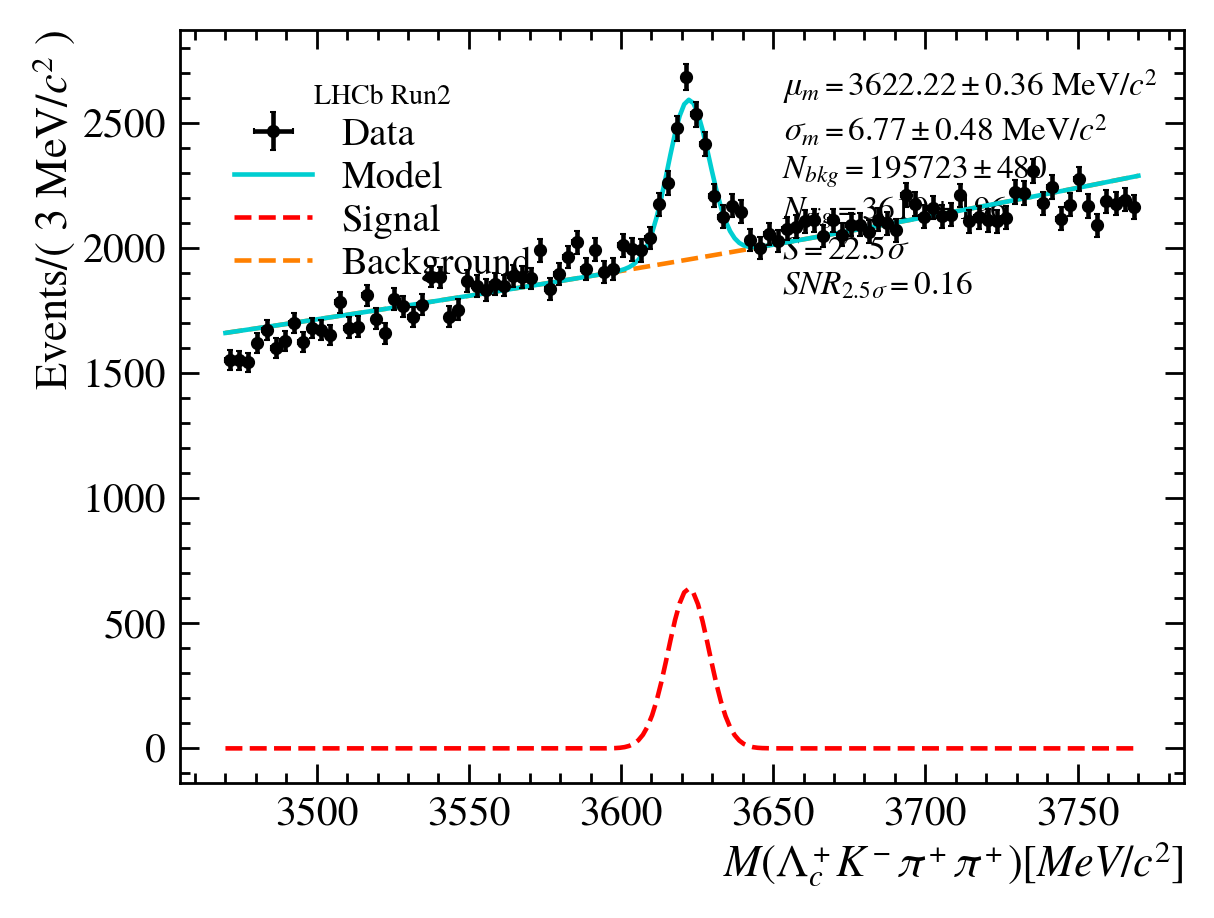 Events/( 3 MeV/c² )
2500
2000
1500
1000
500
0
LHCb Run2
Data
Model
Signal
Background
μ_m = 3622.22 ± 0.36 MeV/c²
σ_m = 6.77 ± 0.48 MeV/c²
N_bkg = 195723 ± 480
S = 22.5σ
SNR_2.5σ = 0.16
3500 3550 3600 3650 3700 3750
M(Λ_c⁺K⁻π⁺π⁺)[MeV/c²]